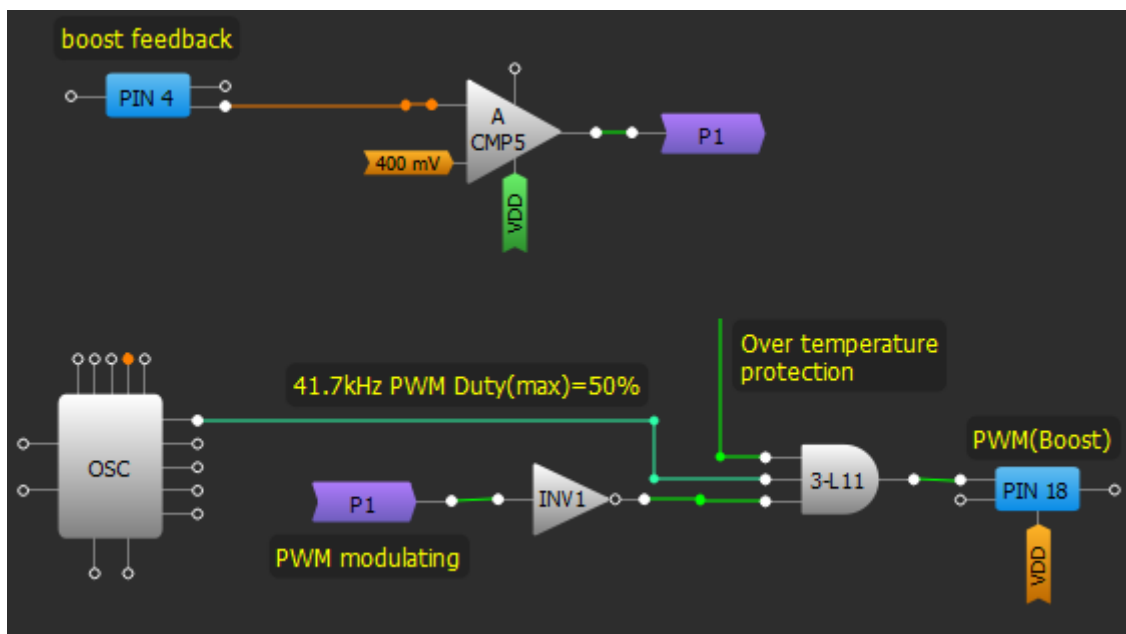 boost feedback
PIN 4
A
CMP5
400 mV
VDD
P1
Over temperature
protection
41.7kHz PWM Duty(max)=50%
PWM(Boost)
OSC
P1
INV1
3-L11
PIN 18
PWM modulating
VDD